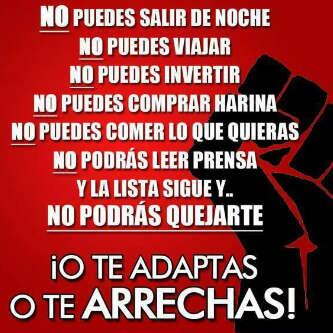 NO PUEDES SALIR DE NOCHE
NO PUEDES VIAJAR
NO PUEDES INVERTIR
NO PUEDES COMPRAR HARINA
NO PUEDES COMER LO QUE QUIERAS
NO PODRÁS LEER PRENSA
Y LA LISTA SIGUE Y..
NO PODRÁS QUEJARTE
¡O TE ADAPTAS
O TE ARRECHAS!